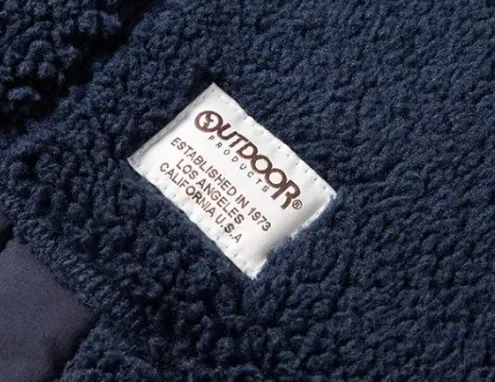 OUTDOOR®
PRODUCTS
ESTABLISHED IN 1973
LOS ANGELES
CALIFORNIA U.S.A